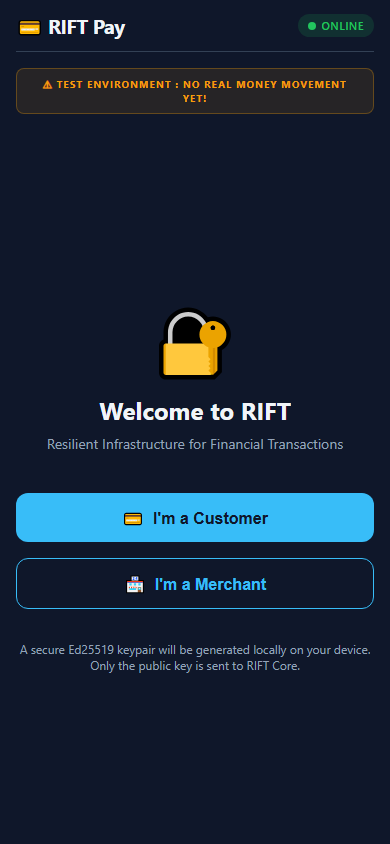 RIFT Pay
ONLINE
⚠ TEST ENVIRONMENT : NO REAL MONEY MOVEMENT
YET!
Welcome to RIFT
Resilient Infrastructure for Financial Transactions
I'm a Customer
I'm a Merchant
A secure Ed25519 keypair will be generated locally on your device.
Only the public key is sent to RIFT Core.